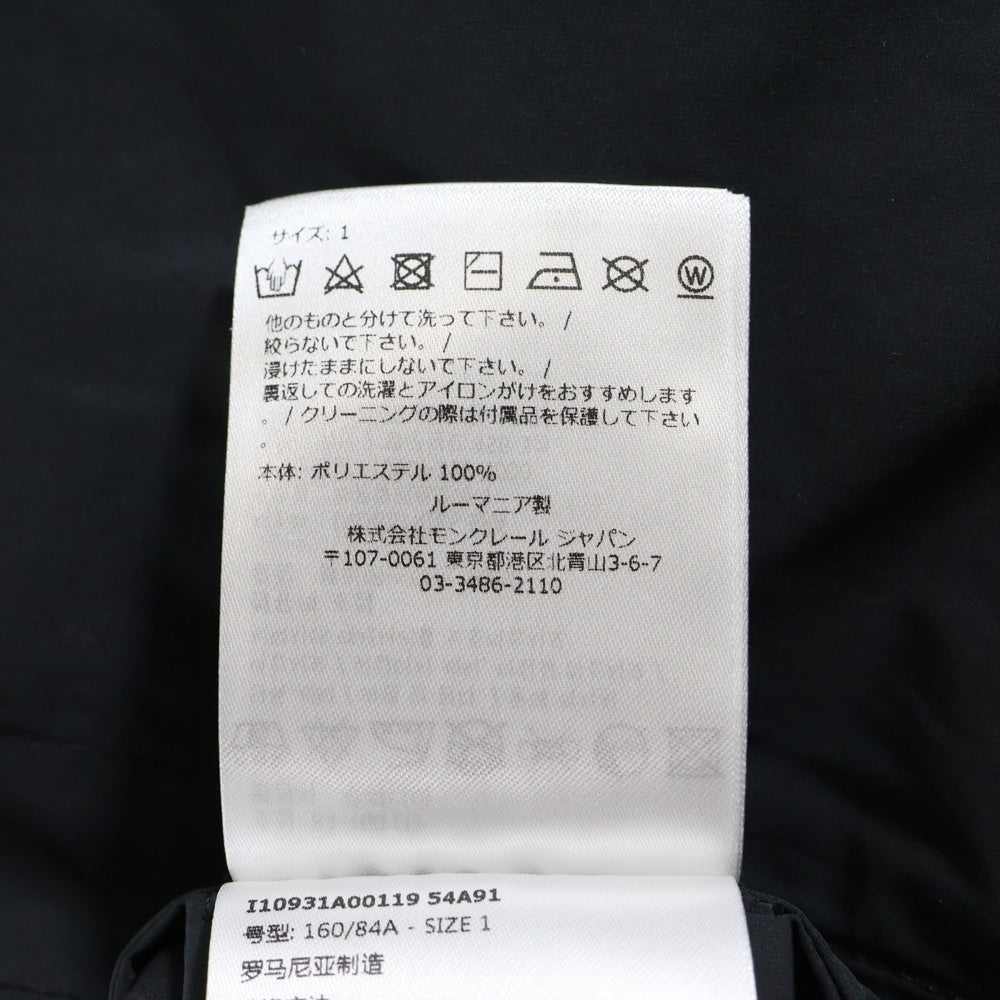 サイズ: 1
W
他のものと分けて洗って下さい。 /
絞らないで下さい。 /
浸けたままにしないで下さい。 /
裏返しての洗濯とアイロンがけをおすすめします
。 / クリーニングの際は付属品を保護して下さい
。
本体: ポリエステル 100%
ルーマニア製
株式会社モンクレール ジャパン
〒107-0061 東京都港区北青山3-6-7
03-3486-2110
I10931A00119 54A91
号型: 160/84A - SIZE 1
罗马尼亚制造